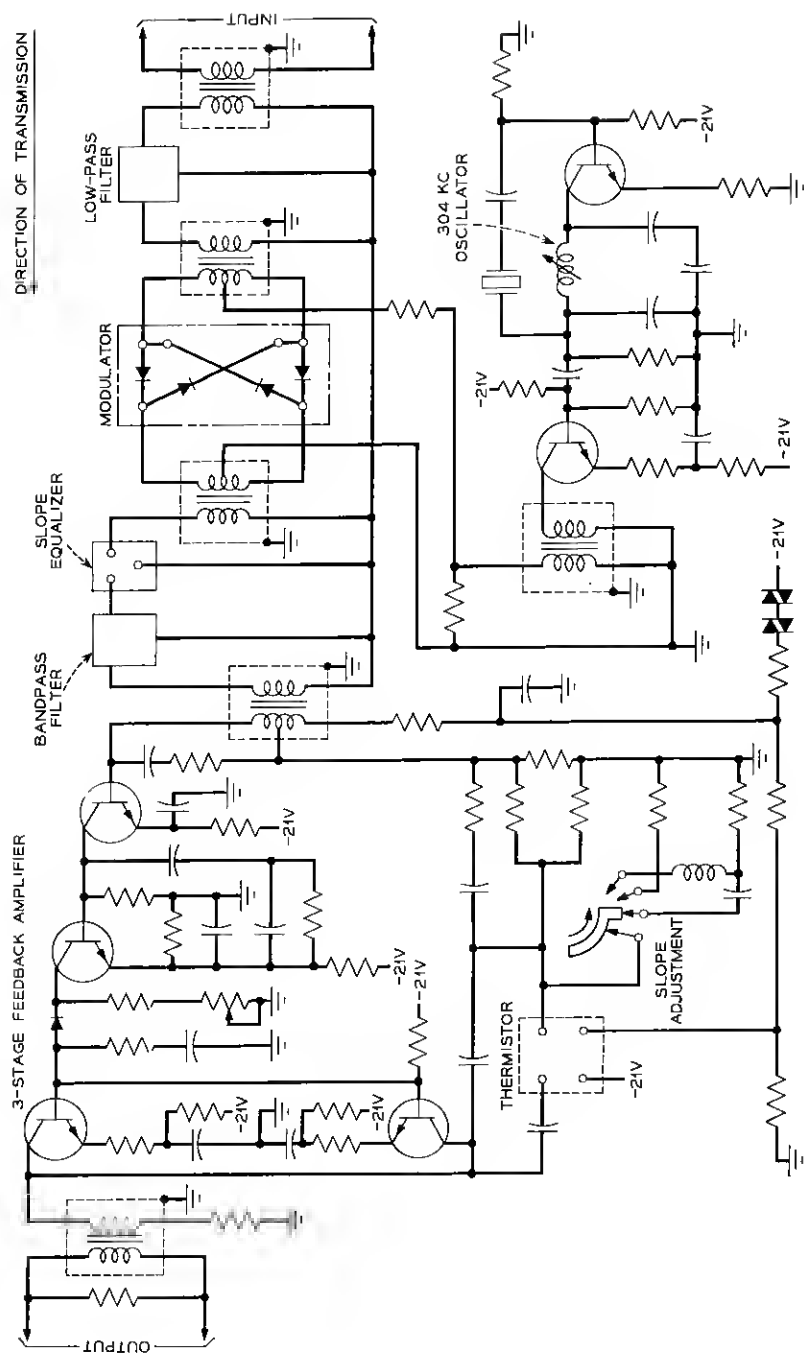 DIRECTION OF TRANSMISSION
INPUT
LOW-PASS
FILTER
MODULATOR
SLOPE
EQUALIZER
BANDPASS
FILTER
3-STAGE FEEDBACK AMPLIFIER
OUTPUT
304 KC
OSCILLATOR
-21V
-21V
-21V
-21V
-21V
-21V
-21V
-21V
-21V
-21V
THERMISTOR
-21V
SLOPE
ADJUSTMENT